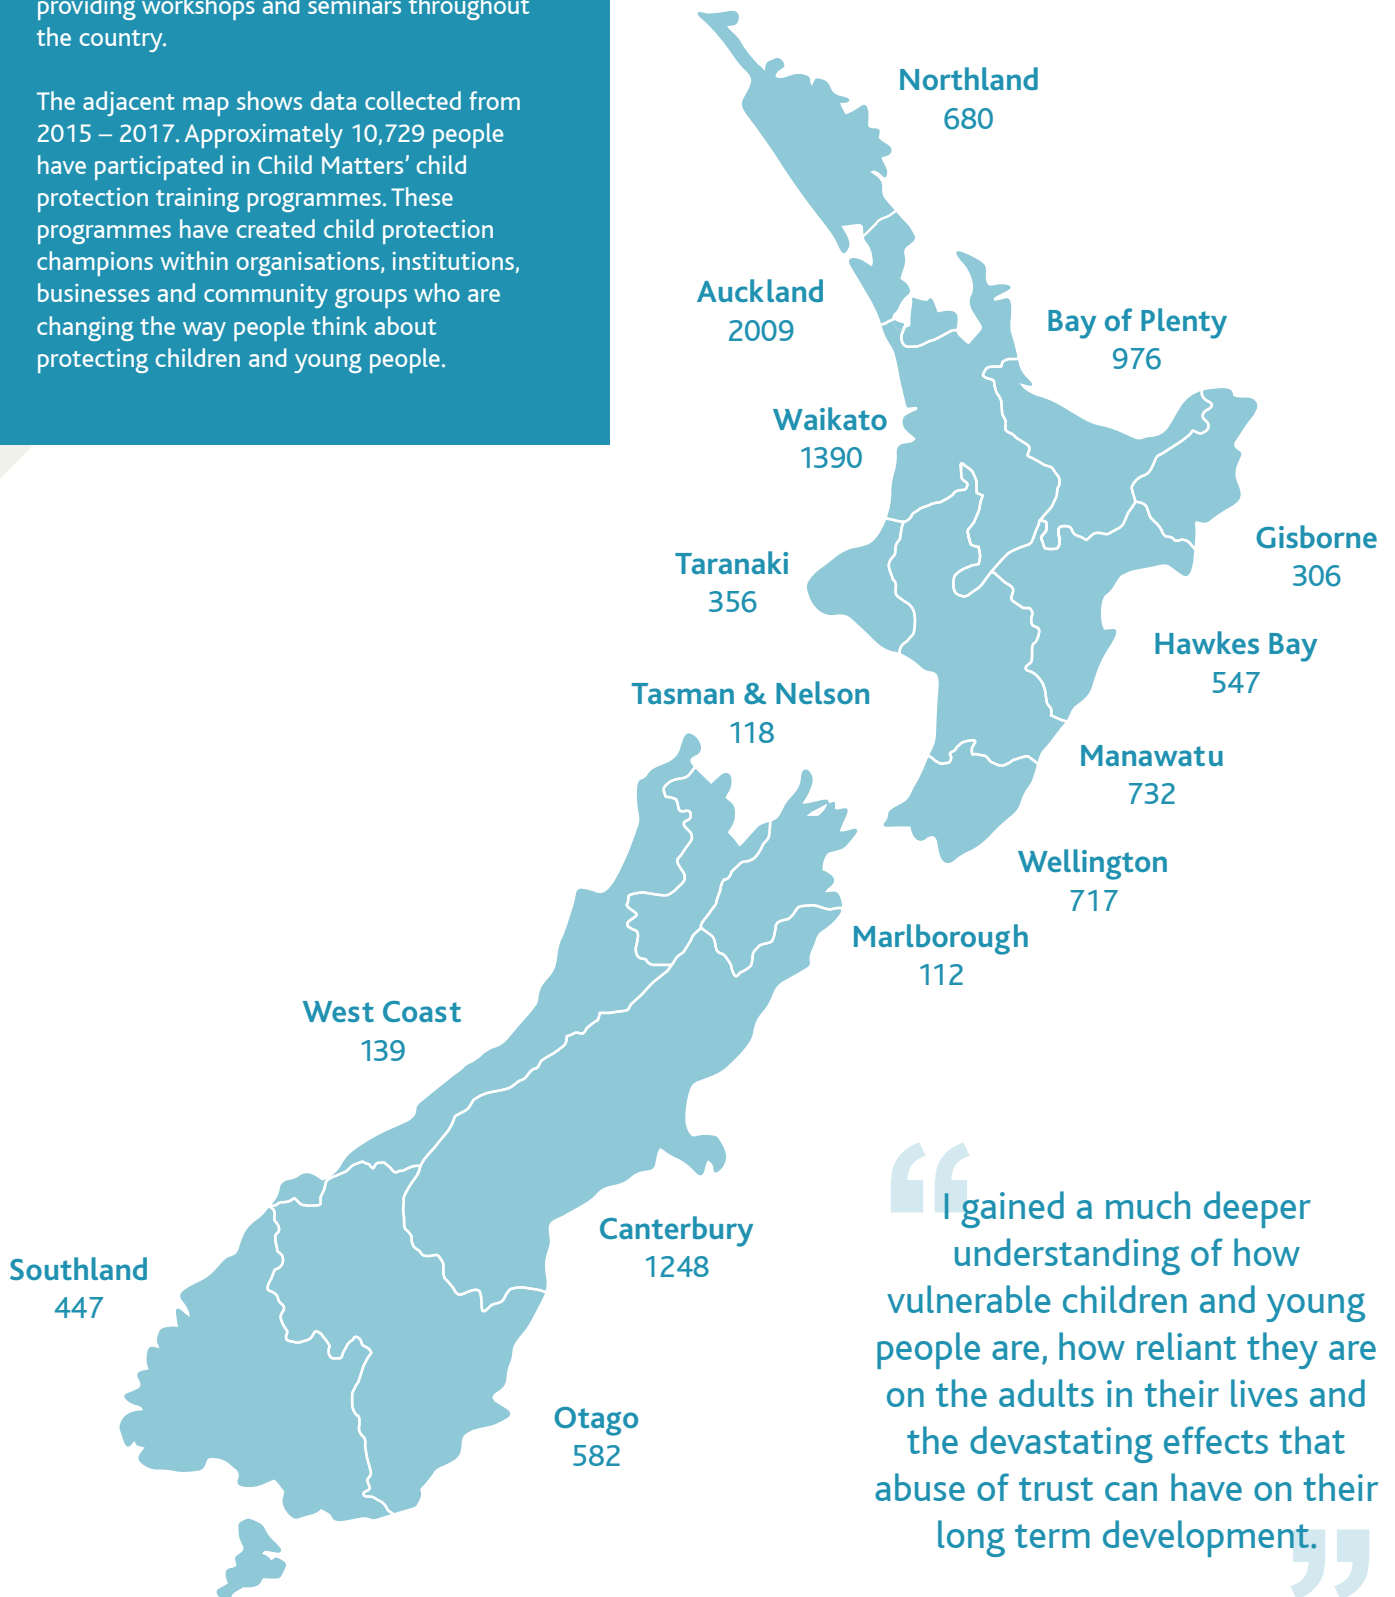 providing workshops and seminars throughout
the country.
The adjacent map shows data collected from
2015 – 2017. Approximately 10,729 people
have participated in Child Matters’ child
protection training programmes. These
programmes have created child protection
champions within organisations, institutions,
businesses and community groups who are
changing the way people think about
protecting children and young people.
Northland
680
Auckland
2009
Bay of Plenty
976
Waikato
1390
Gisborne
306
Taranaki
356
Hawkes Bay
547
Tasman & Nelson
118
Manawatu
732
Wellington
717
Marlborough
112
West Coast
139
Canterbury
1248
Southland
447
Otago
582
“I gained a much deeper
understanding of how
vulnerable children and young
people are, how reliant they are
on the adults in their lives and
the devastating effects that
abuse of trust can have on their
long term development.”